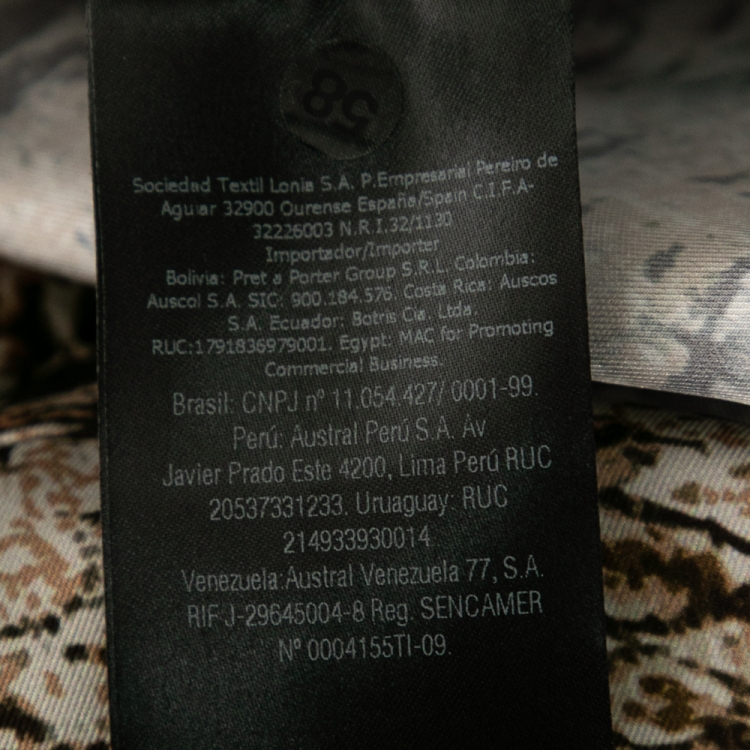 58
Sociedad Textil Lonia S.A. P.Empresarial Pereiro de
Aguiar 32900 Ourense España/Spain C.I.F.A-
32226003 N.R.I.32/1130
Importador/Importer
Bolivia: Pret a Porter Group S.R.L. Colombia:
Auscol S.A. SIC: 900.184.576. Costa Rica: Auscos
S.A. Ecuador: Botris Cia. Ltda.
RUC:1791836979001. Egypt: MAC for Promoting
Commercial Business.
Brasil: CNPJ nº 11.054.427/ 0001-99.
Perú: Austral Perú S.A. Av
Javier Prado Este 4200, Lima Perú RUC
20537331233. Uruaguay: RUC
214933930014
Venezuela:Austral Venezuela 77, S.A.
RIF J-29645004-8 Reg. SENCAMER
Nº 0004155TI-09.